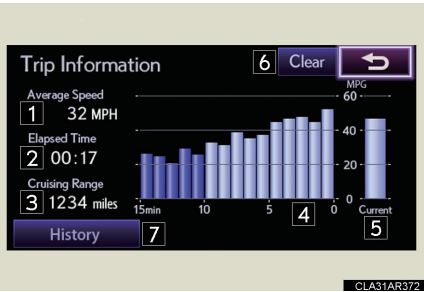 Trip Information
6
Clear
MPG
Average Speed
1
32 MPH
Elapsed Time
2
00:17
Cruising Range
3
1234 miles
60
40
20
0
15min
10
5
4
0
Current
5
History
7
CLA31AR372